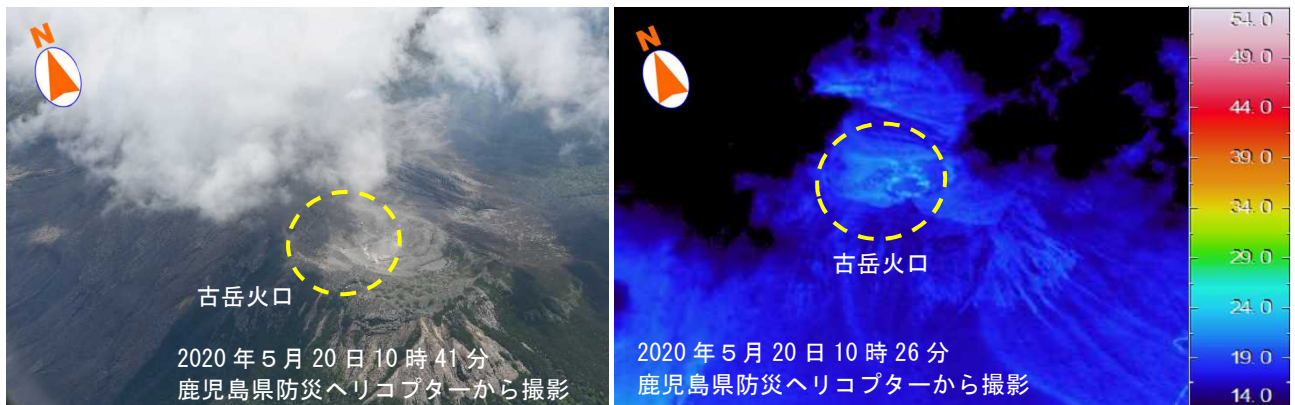 N
古岳火口
2020年5月20日10時41分
鹿児島県防災ヘリコプターから撮影
N
古岳火口
2020年5月20日10時26分
鹿児島県防災ヘリコプターから撮影
54.0
49.0
44.0
39.0
34.0
29.0
24.0
19.0
14.0